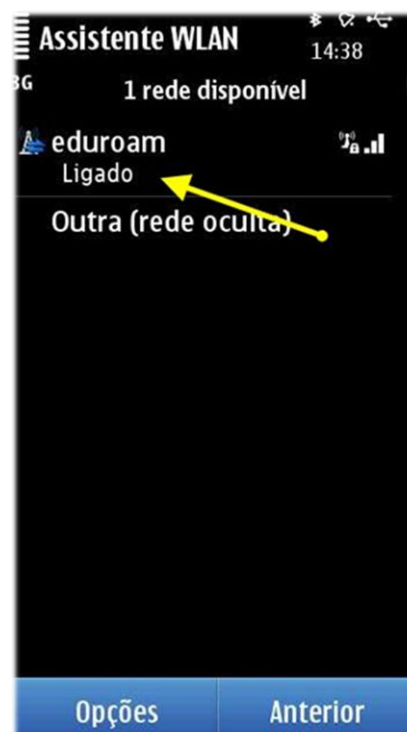 Assistente WLAN
14:38
3G
1 rede disponível
eduroam
Ligado
Outra (rede oculta)
Opções
Anterior